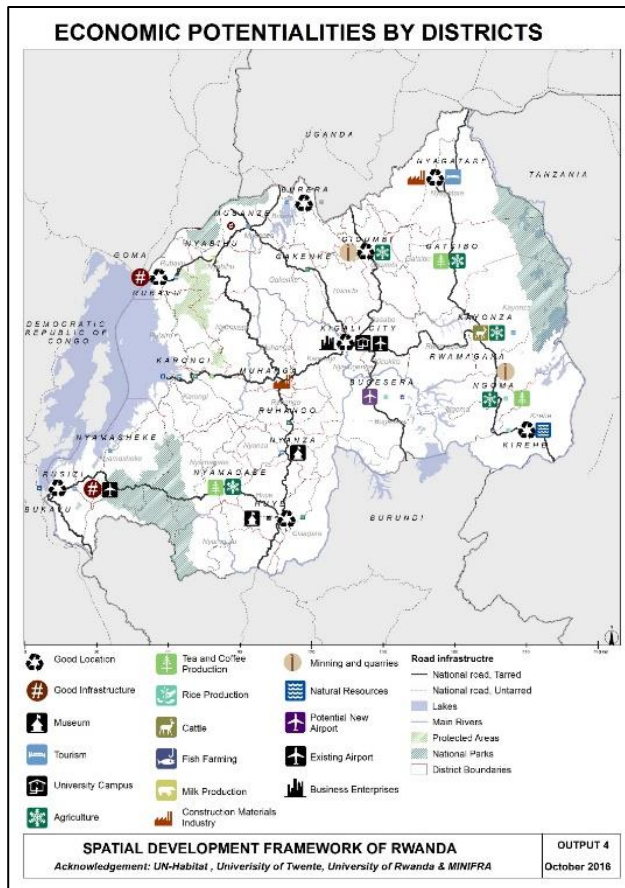 ECONOMIC POTENTIALITIES BY DISTRICTS
UGANDA
TANZANIA
NYAGATARE
BURERA
MUSANZE
GICUMBI
NYABIHU
GOMA
GAKENKE
GATSIBO
RUBAVU
DEMOCRATIC
REPUBLIC OF
CONGO
KAYONZA
KIGALI CITY
RWAMAGANA
KARONGI
MUHANGA
BUGESERA
NGOMA
RUHANGO
NYAMASHEKE
NYANZA
KIREHE
RUSIZI
NYAMAGABE
BUKAVU
HUYE
BURUNDI
Good Location
Good Infrastructure
Museum
Tourism
University Campus
Agriculture
Tea and Coffee
Production
Rice Production
Cattle
Fish Farming
Milk Production
Construction Materials
Industry
Minning and quarries
Natural Resources
Potential New
Airport
Existing Airport
Business Enterprises
Road infrastructre
National road, Tarred
National road, Untarred
Lakes
Main Rivers
Protected Areas
National Parks
District Boundaries
SPATIAL DEVELOPMENT FRAMEWORK OF RWANDA
Acknowledgement: UN-Habitat , Univerisity of Twente, University of Rwanda & MINIFRA
OUTPUT 4
October 2016